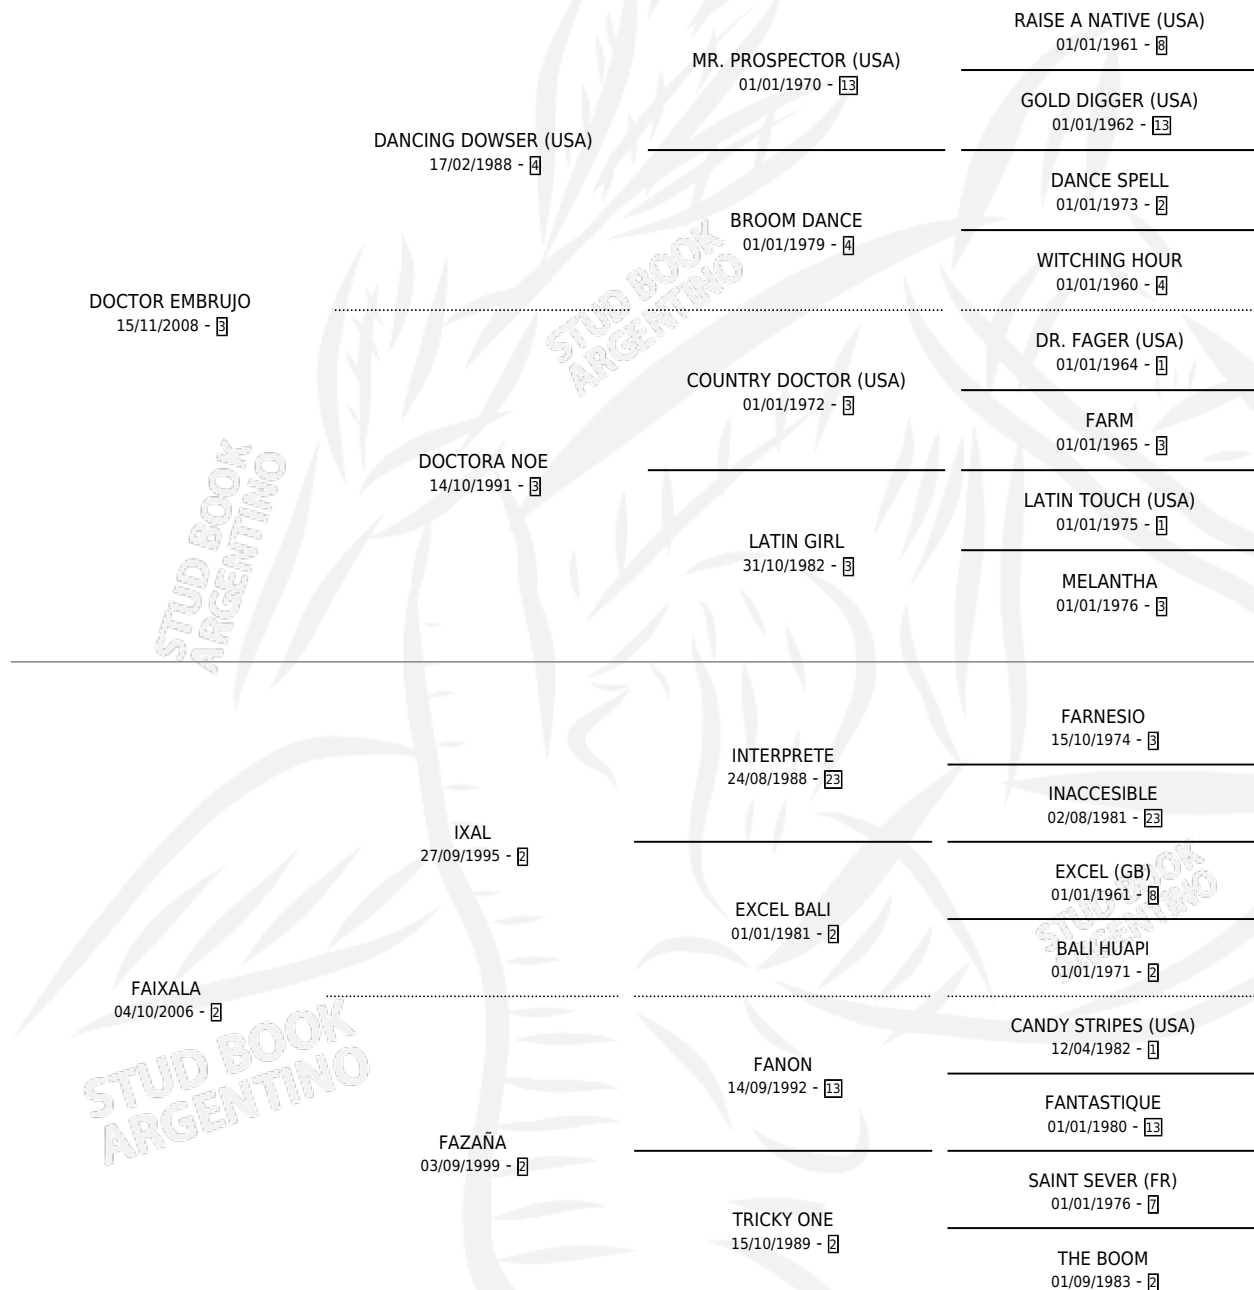 RAISE A NATIVE (USA)
01/01/1961 - 8
MR. PROSPECTOR (USA)
01/01/1970 - 13
GOLD DIGGER (USA)
01/01/1962 - 13
DANCING DOWSER (USA)
17/02/1988 - 4
DANCE SPELL
01/01/1973 - 2
BROOM DANCE
01/01/1979 - 4
WITCHING HOUR
01/01/1960 - 4
DOCTOR EMBRUJO
15/11/2008 - 3
DR. FAGER (USA)
01/01/1964 - 1
COUNTRY DOCTOR (USA)
01/01/1972 - 3
FARM
01/01/1965 - 3
DOCTORA NOE
14/10/1991 - 3
LATIN TOUCH (USA)
01/01/1975 - 1
LATIN GIRL
31/10/1982 - 3
MELANTHA
01/01/1976 - 3
FARNESIO
15/10/1974 - 3
INTERPRETE
24/08/1988 - 23
INACCESIBLE
02/08/1981 - 23
IXAL
27/09/1995 - 2
EXCEL (GB)
01/01/1961 - 8
EXCEL BALI
01/01/1981 - 2
BALI HUAPI
01/01/1971 - 2
FAIXALA
04/10/2006 - 2
CANDY STRIPES (USA)
12/04/1982 - 1
FANON
14/09/1992 - 13
FANTASTIQUE
01/01/1980 - 13
FAZAÑA
03/09/1999 - 2
SAINT SEVER (FR)
01/01/1976 - 7
TRICKY ONE
15/10/1989 - 2
THE BOOM
01/09/1983 - 2
STUD BOOK
ARGENTINO
STUD BOOK
ARGENTINO
STUD BOOK
ARGENTINO
STUD BOOK
ARGENTINO